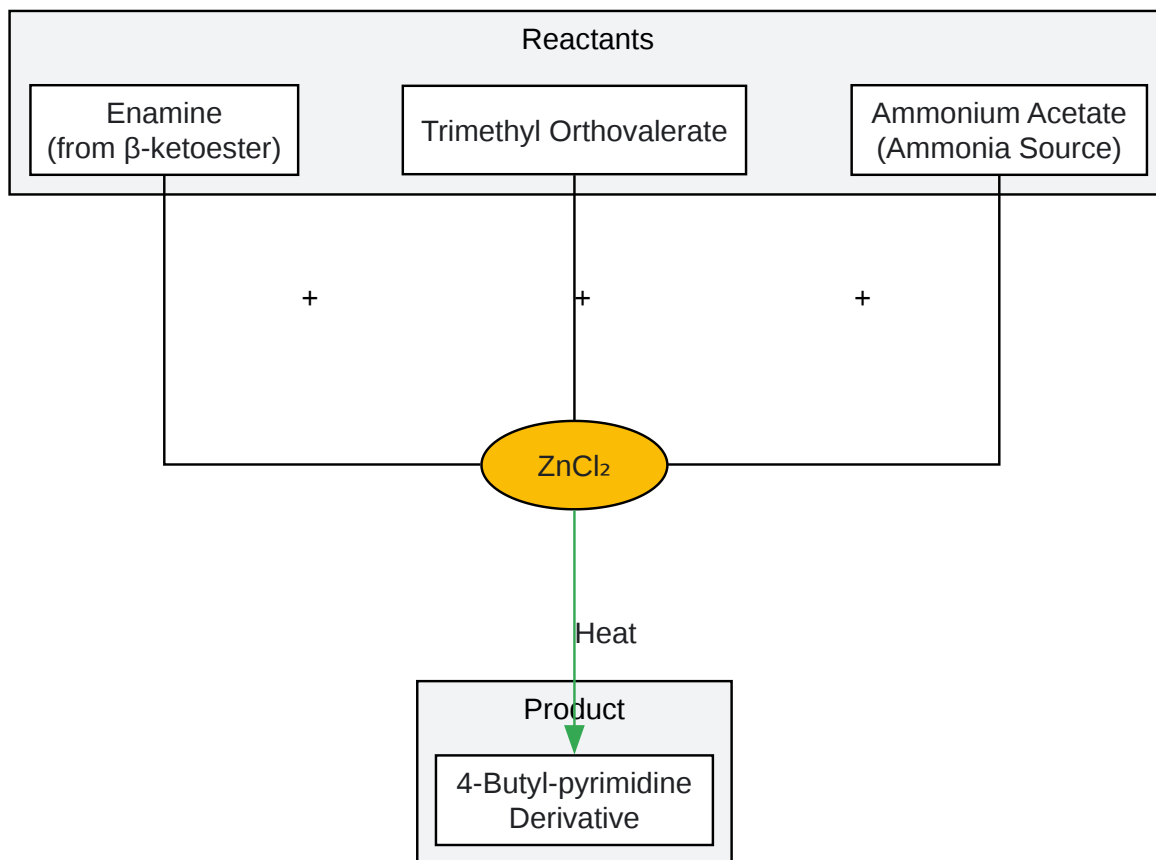 Reactants
Enamine
(from β-ketoester)
Trimethyl Orthovalerate
Ammonium Acetate
(Ammonia Source)
+
+
+
ZnCl₂
Heat
Product
4-Butyl-pyrimidine
Derivative